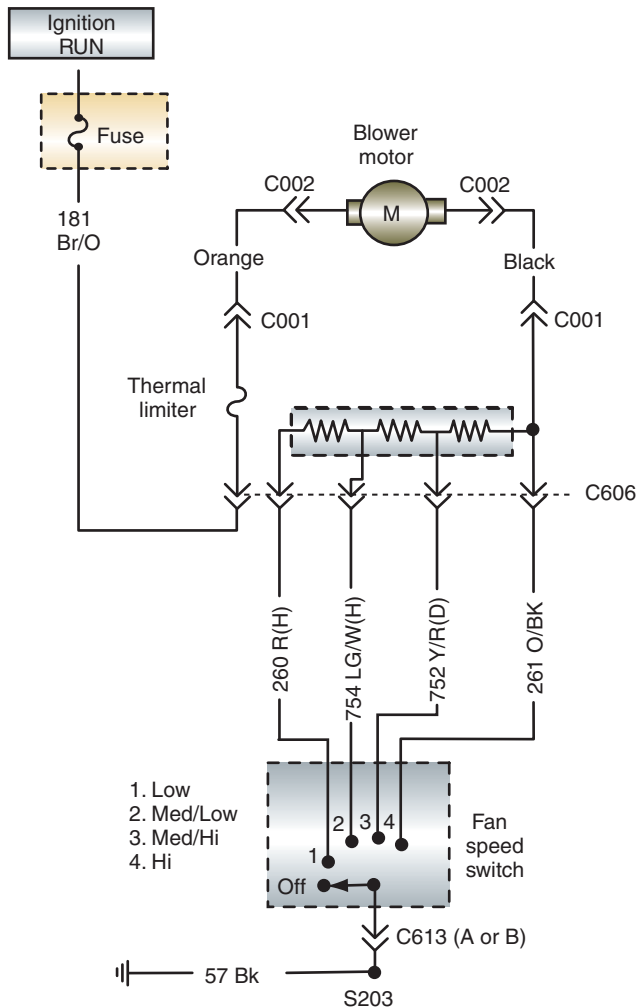 Ignition
RUN
Fuse
Blower
motor
C002
C002
M
181
Br/O
Orange
Black
C001
C001
Thermal
limiter
C606
260 R(H)
754 LG/W(H)
752 Y/R(D)
261 O/BK
1. Low
2. Med/Low
3. Med/Hi
4. Hi
2
3
4
1
Off
Fan
speed
switch
C613 (A or B)
57 Bk
S203